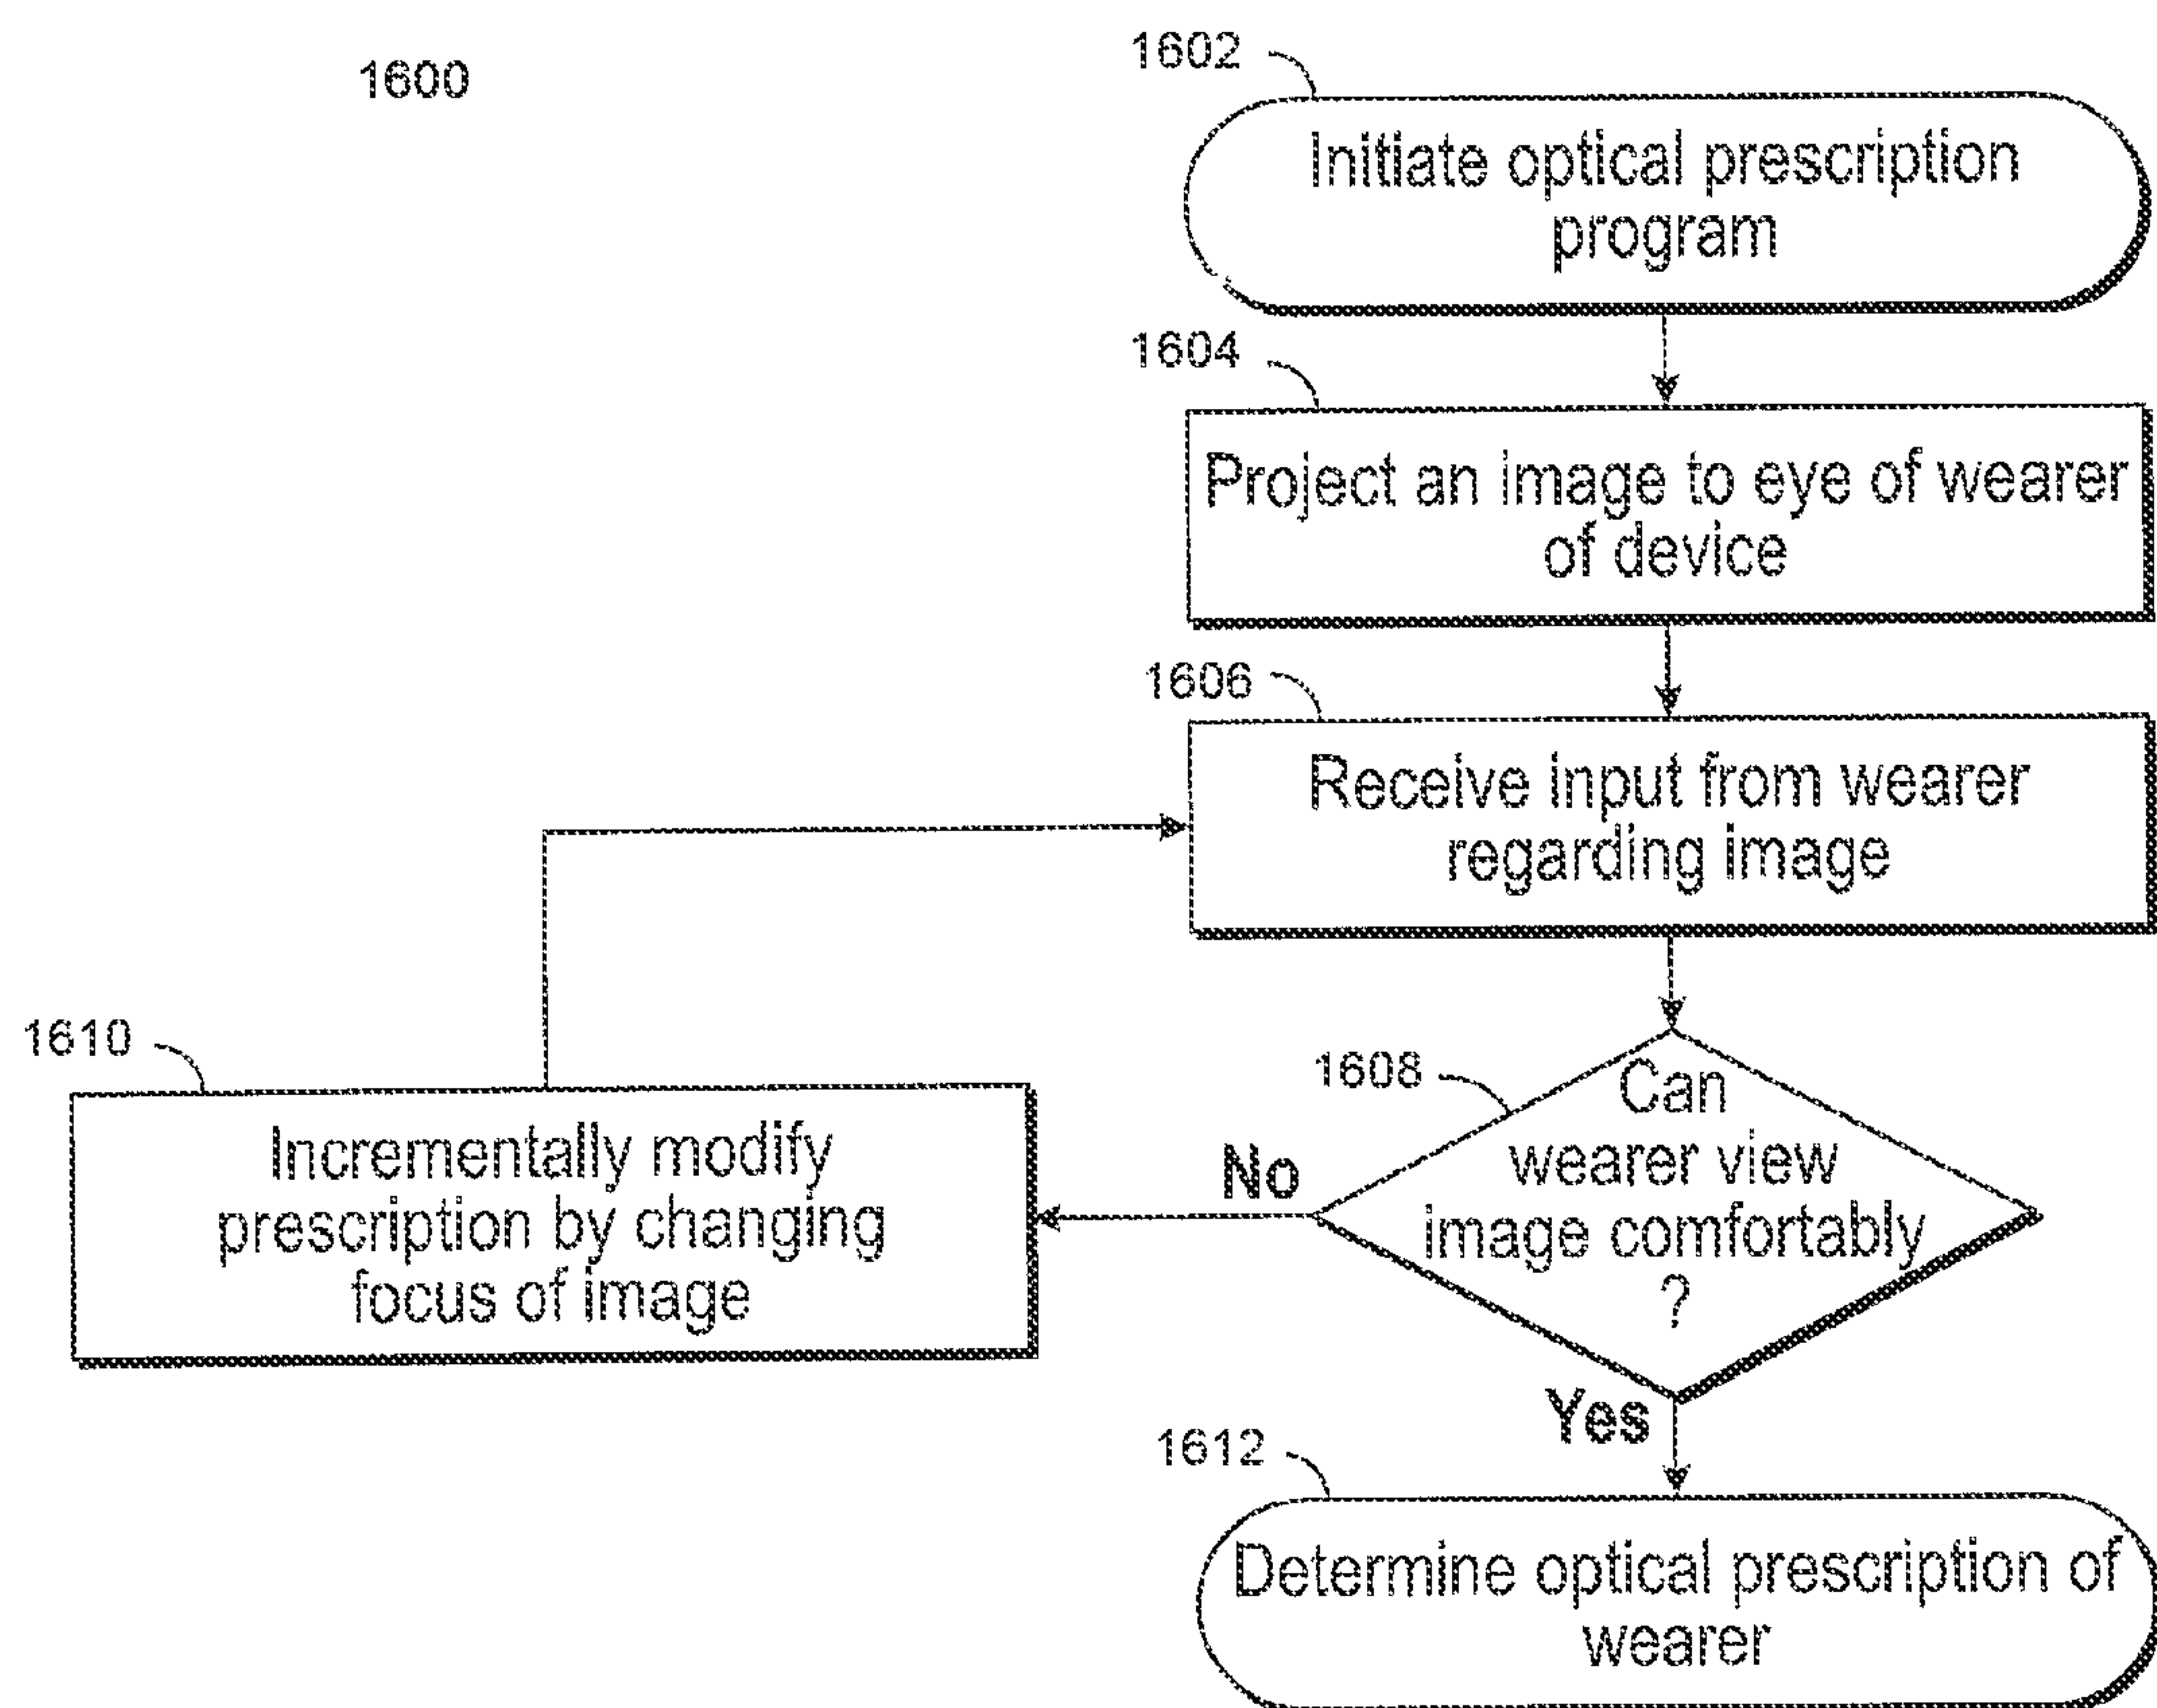 1600
1602
Initiate optical prescription
program
1604
Project an image to eye of wearer
of device
1606
Receive input from wearer
regarding image
1608
Can
wearer view
image comfortably
?
No
1610
Incrementally modify
prescription by changing
focus of image
Yes
1612
Determine optical prescription of
wearer